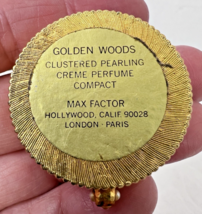 GOLDEN WOODS
CLUSTERED PEARLING
CREME PERFUME
COMPACT
MAX FACTOR
HOLLYWOOD, CALIF. 90028
LONDON · PARIS